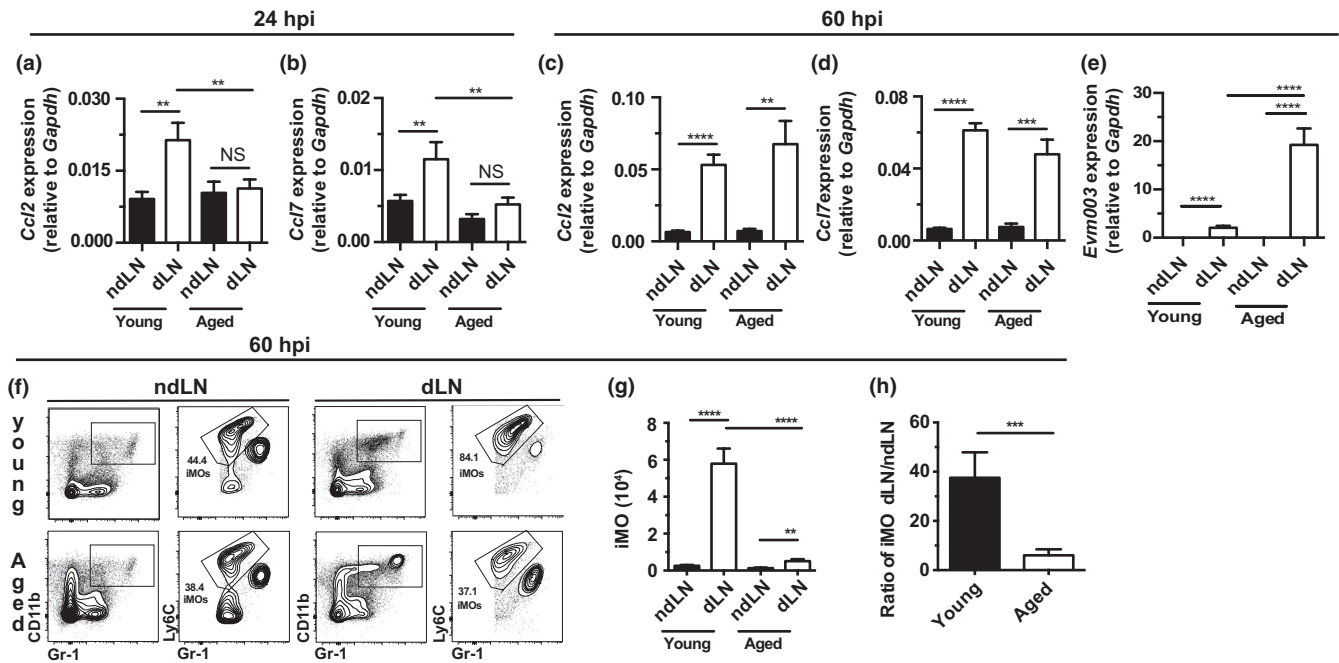 24 hpi
60 hpi
(a)
Ccl2 expression
(relative to Gapdh)
0.030
0.015
0.000
**
**
NS
ndLN
dLN
ndLN
dLN
Young
Aged
(b)
Ccl7 expression
(relative to Gapdh)
0.02
0.01
0.00
**
**
NS
ndLN
dLN
ndLN
dLN
Young
Aged
(c)
Ccl2 expression
(relative to Gapdh)
0.10
0.05
0.00
****
**
ndLN
dLN
ndLN
dLN
Young
Aged
(d)
Ccl7expression
(relative to Gapdh)
0.08
0.04
0.00
****
***
ndLN
dLN
ndLN
dLN
Young
Aged
(e)
Evm003 expression
(relative to Gapdh)
30
20
10
0
****
****
****
ndLN
dLN
ndLN
dLN
Young
Aged
60 hpi
(f)
ndLN
dLN
young
44.4
iMOs
84.1
iMOs
Aged
CD11b
Gr-1
Ly6C
38.4
iMOs
Gr-1
CD11b
Gr-1
Ly6C
37.1
iMOs
Gr-1
(g)
iMO (10⁴)
8
6
4
2
0
****
****
**
ndLN
dLN
ndLN
dLN
Young
Aged
(h)
Ratio of iMO dLN/ndLN
60
40
20
0
***
Young
Aged